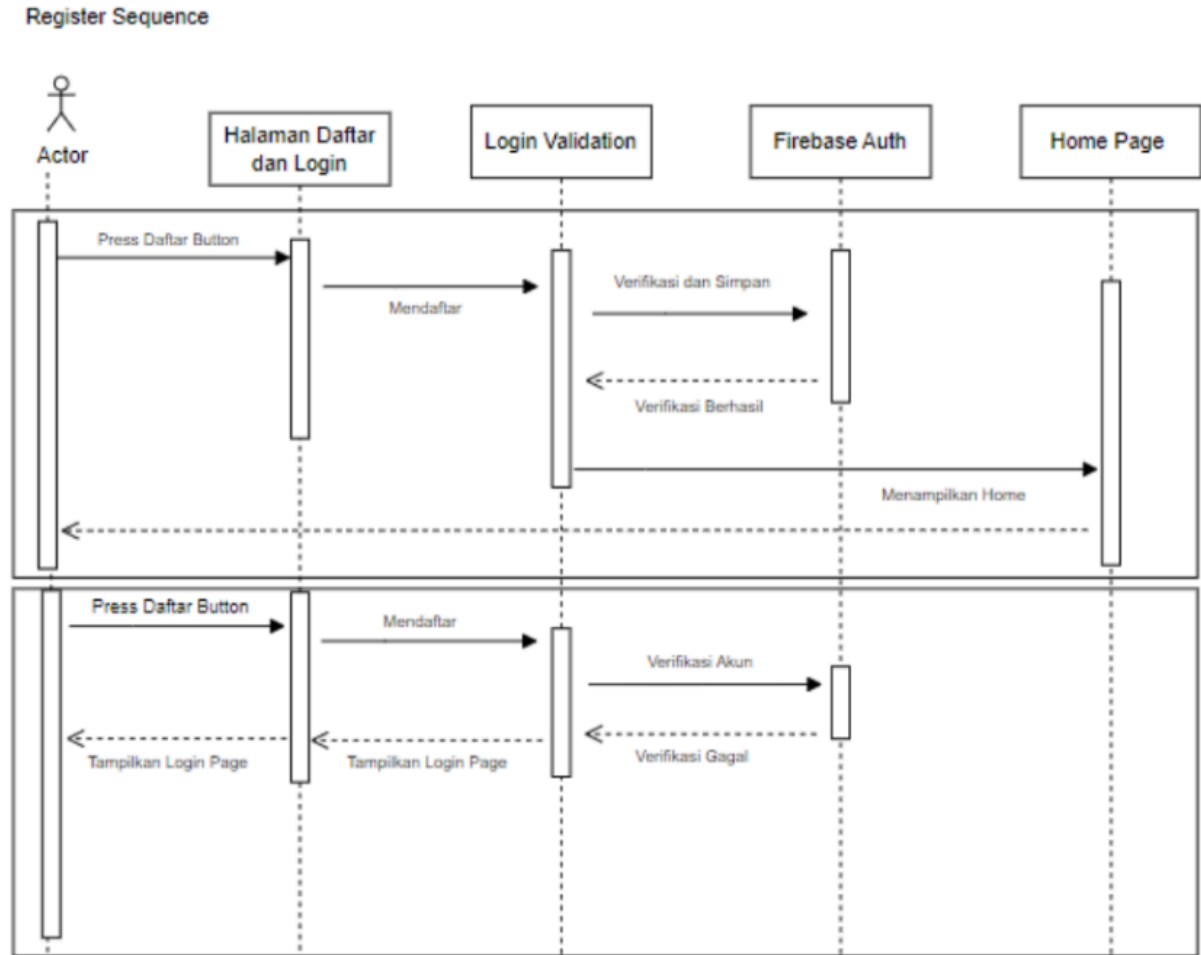 Register Sequence
Actor
Halaman Daftar
dan Login
Login Validation
Firebase Auth
Home Page
Press Daftar Button
Mendaftar
Verifikasi dan Simpan
Verifikasi Berhasil
Menampilkan Home
Press Daftar Button
Mendaftar
Verifikasi Akun
Verifikasi Gagal
Tampilkan Login Page
Tampilkan Login Page